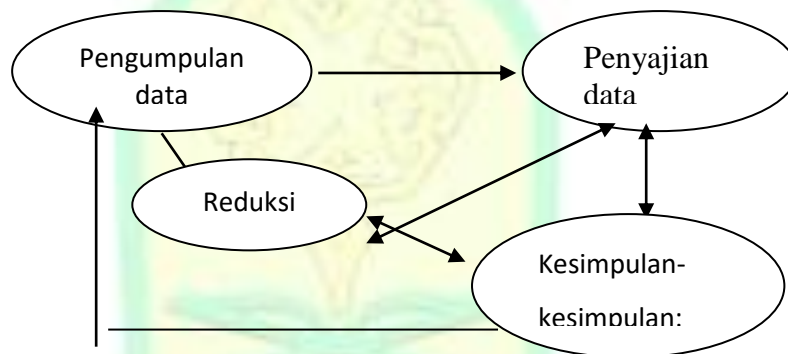 Pengumpulan
data
Penyajian
data
Reduksi
Kesimpulan-
kesimpulan: